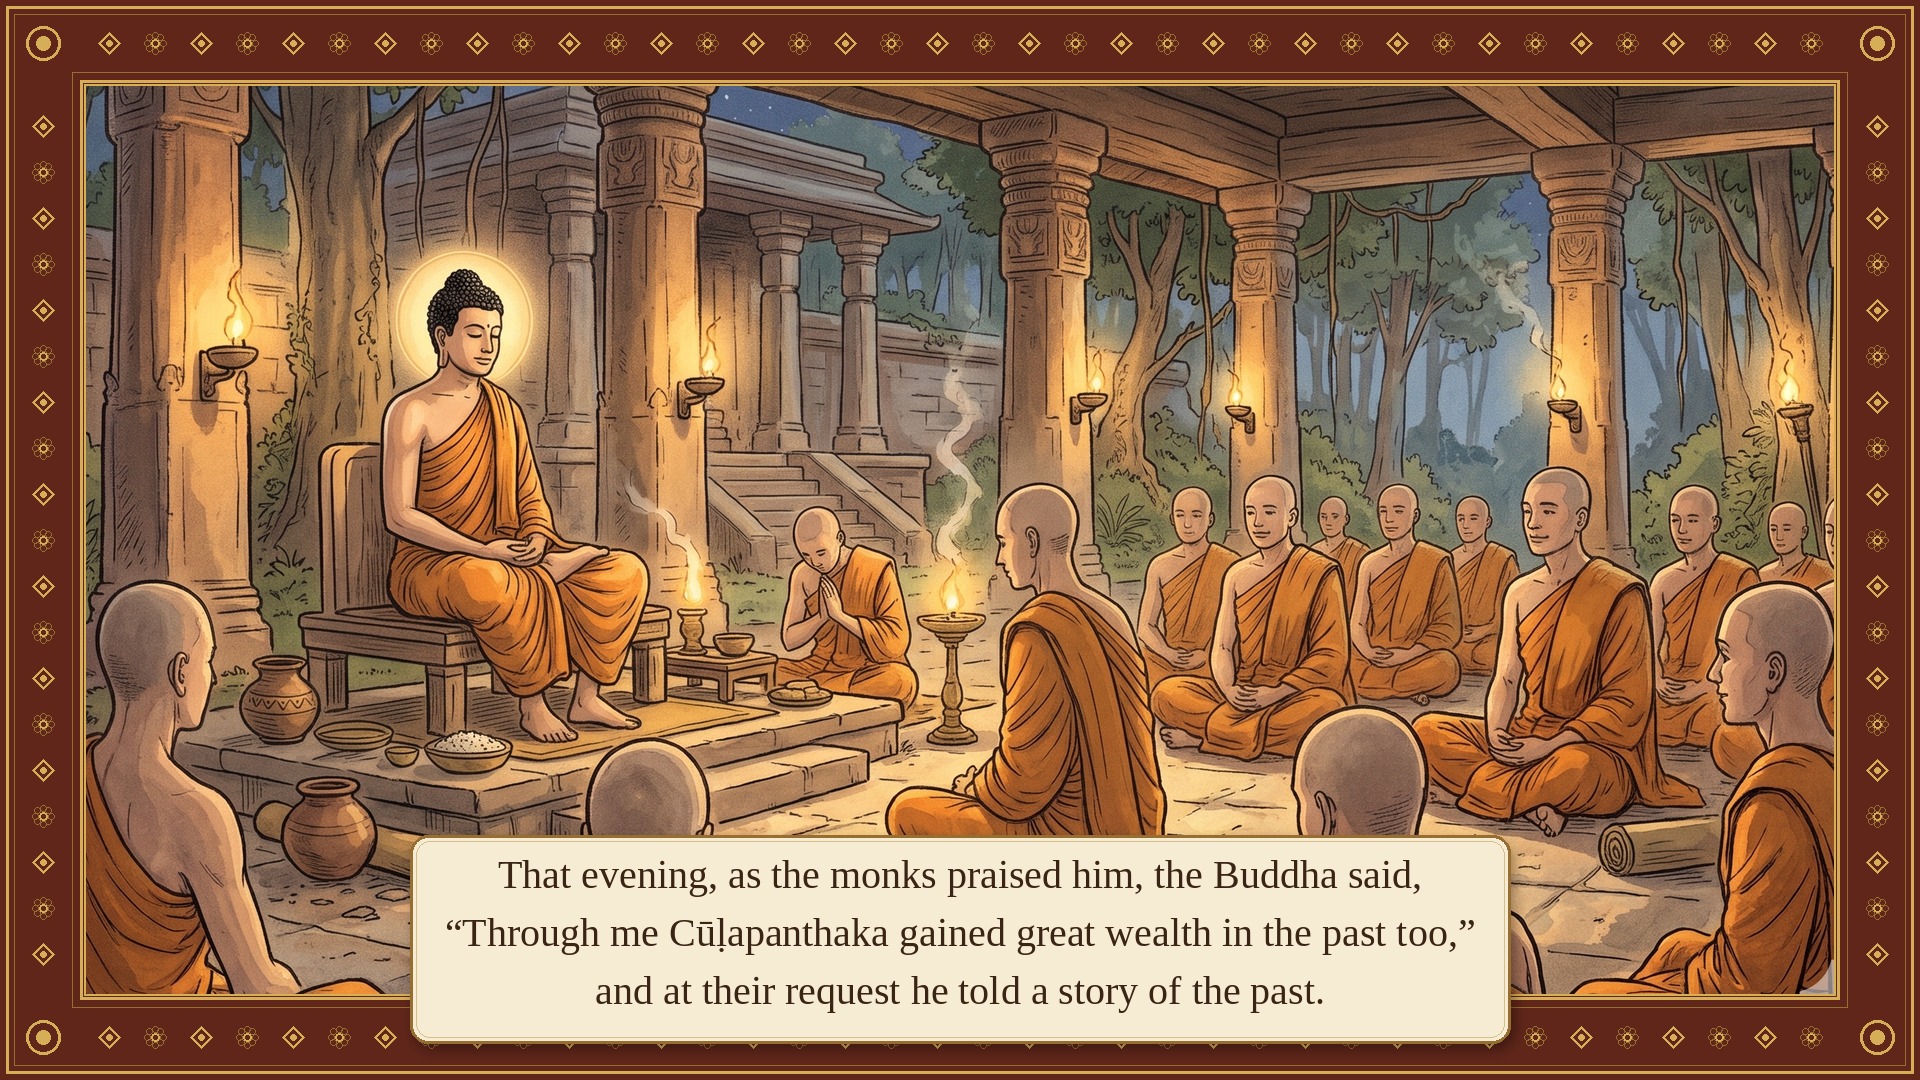 That evening, as the monks praised him, the Buddha said,
“Through me Cūḷapanthaka gained great wealth in the past too,”
and at their request he told a story of the past.